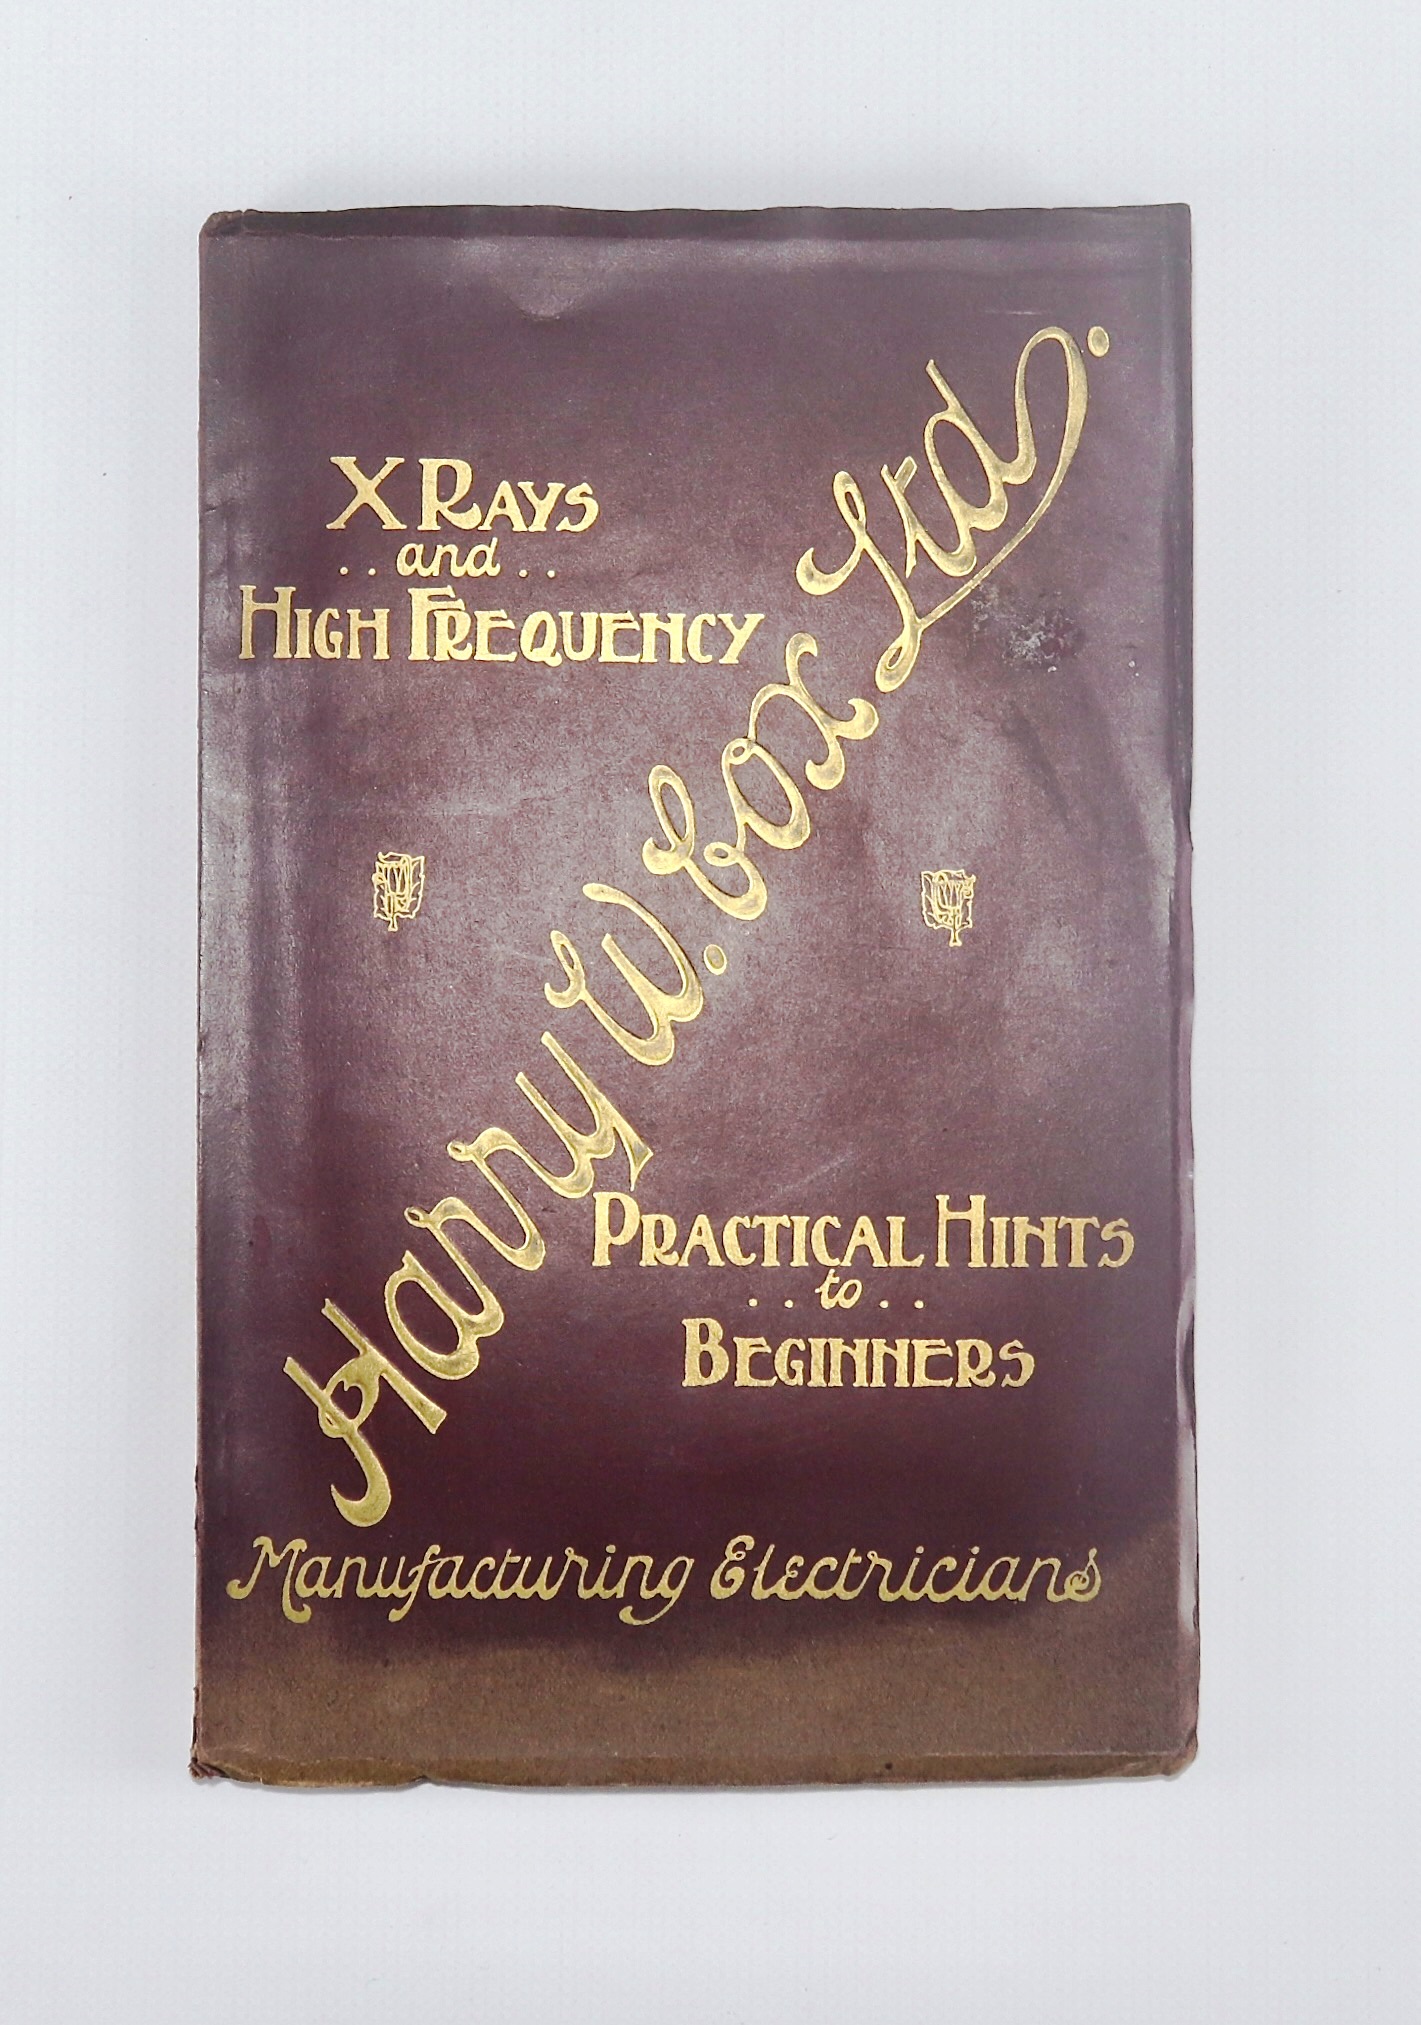 X RAYS
.. and ..
HIGH FREQUENCY
Harry W. Cox Ltd.
PRACTICAL HINTS
.. to ..
BEGINNERS
Manufacturing Electricians